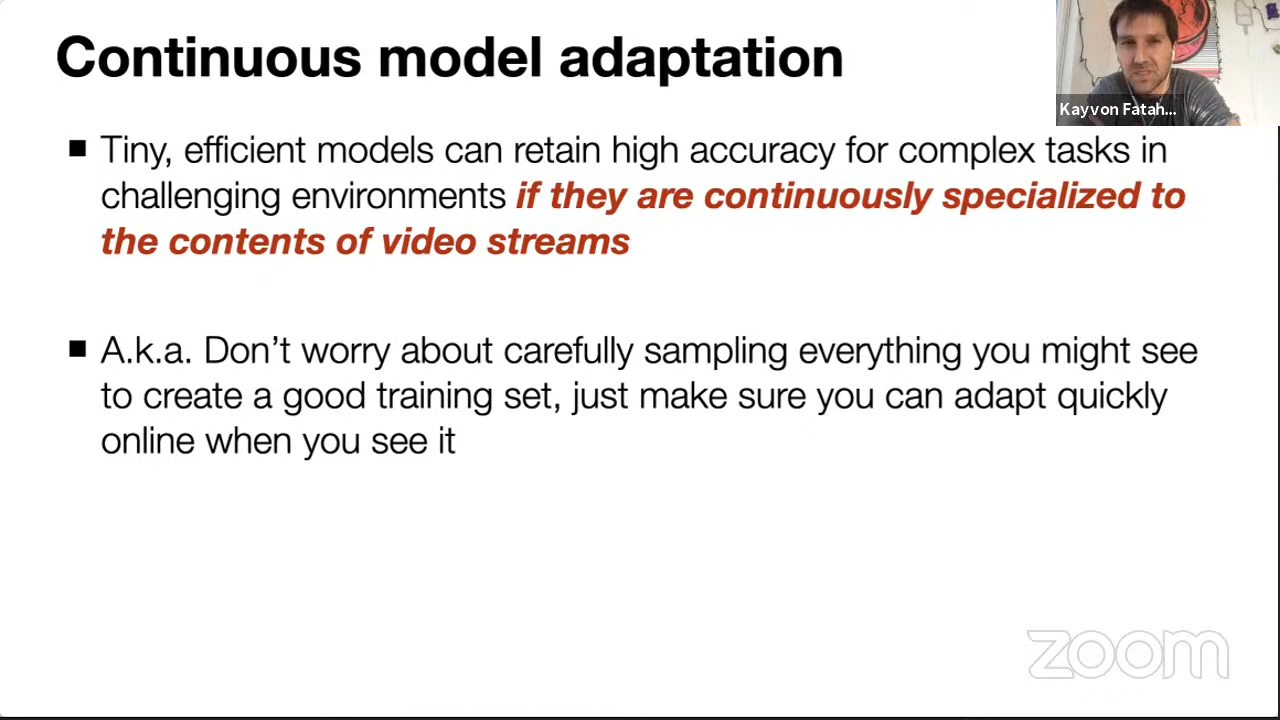 Continuous model adaptation
Kayvon Fatah...
■ Tiny, efficient models can retain high accuracy for complex tasks in
challenging environments if they are continuously specialized to
the contents of video streams
■ A.k.a. Don't worry about carefully sampling everything you might see
to create a good training set, just make sure you can adapt quickly
online when you see it
zoom